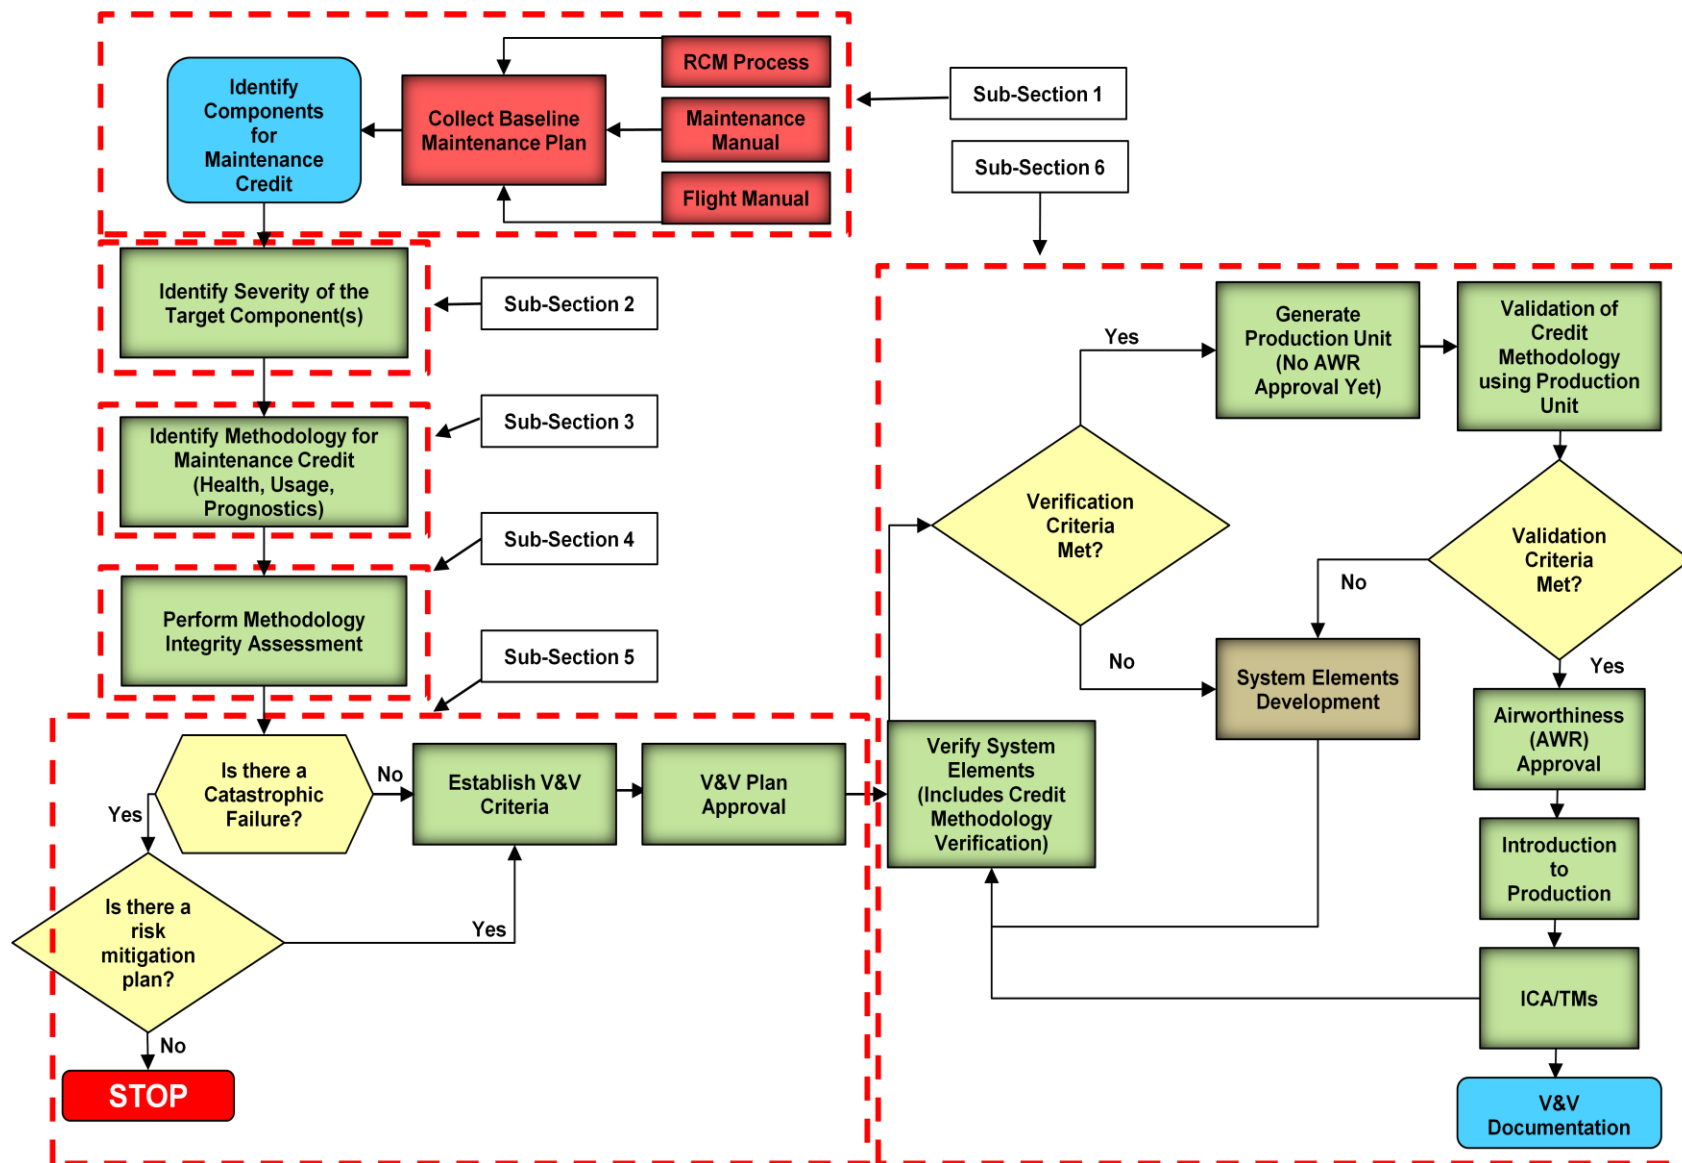 RCM Process
Identify
Components
for
Maintenance
Credit
Collect Baseline
Maintenance Plan
Maintenance
Manual
Flight Manual
Sub-Section 1
Sub-Section 6
Identify Severity of the
Target Component(s)
Sub-Section 2
Identify Methodology for
Maintenance Credit
(Health, Usage,
Prognostics)
Sub-Section 3
Perform Methodology
Integrity Assessment
Sub-Section 4
Sub-Section 5
Is there a
Catastrophic
Failure?
No
Yes
Establish V&V
Criteria
V&V Plan
Approval
Is there a
risk
mitigation
plan?
Yes
No
STOP
Verify System
Elements
(Includes Credit
Methodology
Verification)
Verification
Criteria
Met?
Yes
No
Generate
Production Unit
(No AWR
Approval Yet)
Validation of
Credit
Methodology
using Production
Unit
Validation
Criteria
Met?
No
Yes
System Elements
Development
Airworthiness
(AWR)
Approval
Introduction
to
Production
ICA/TMs
V&V
Documentation